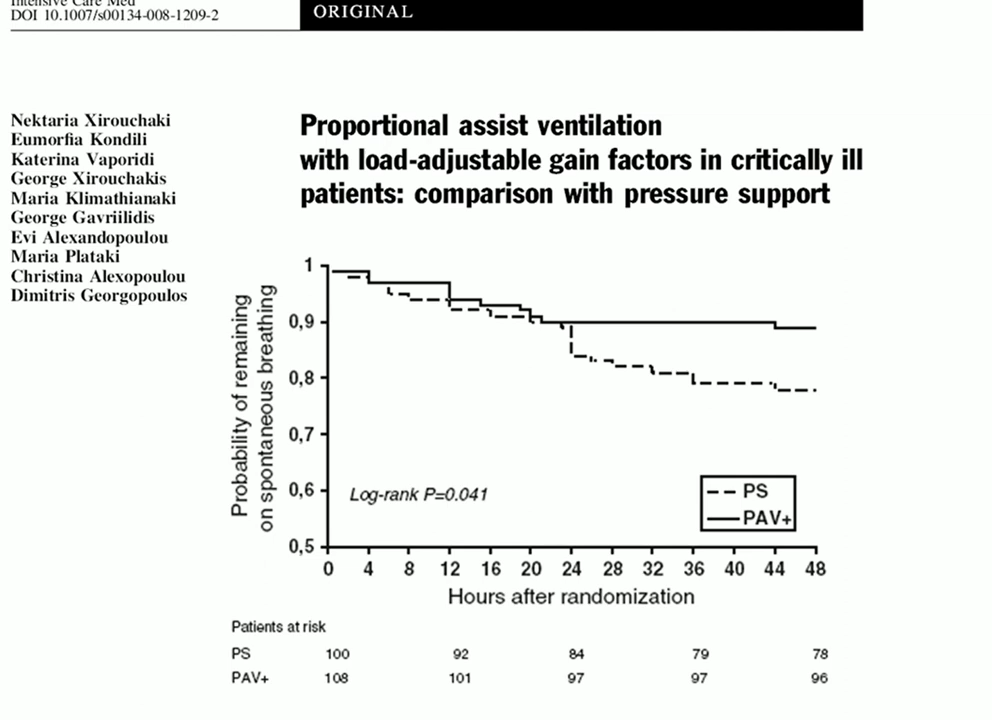 Intensive Care Med
DOI 10.1007/s00134-008-1209-2
ORIGINAL
Nektaria Xirouchaki
Eumorfia Kondili
Katerina Vaporidi
George Xirouchakis
Maria Klimathianaki
George Gavriilidis
Evi Alexandopoulou
Maria Plataki
Christina Alexopoulou
Dimitris Georgopoulos
Proportional assist ventilation
with load-adjustable gain factors in critically ill
patients: comparison with pressure support
Probability of remaining
on spontaneous breathing
1
0,9
0,8
0,7
0,6
0,5
Log-rank P=0.041
PS
PAV+
0 4 8 12 16 20 24 28 32 36 40 44 48
Hours after randomization
Patients at risk
PS 100 92 84 79 78
PAV+ 108 101 97 97 96